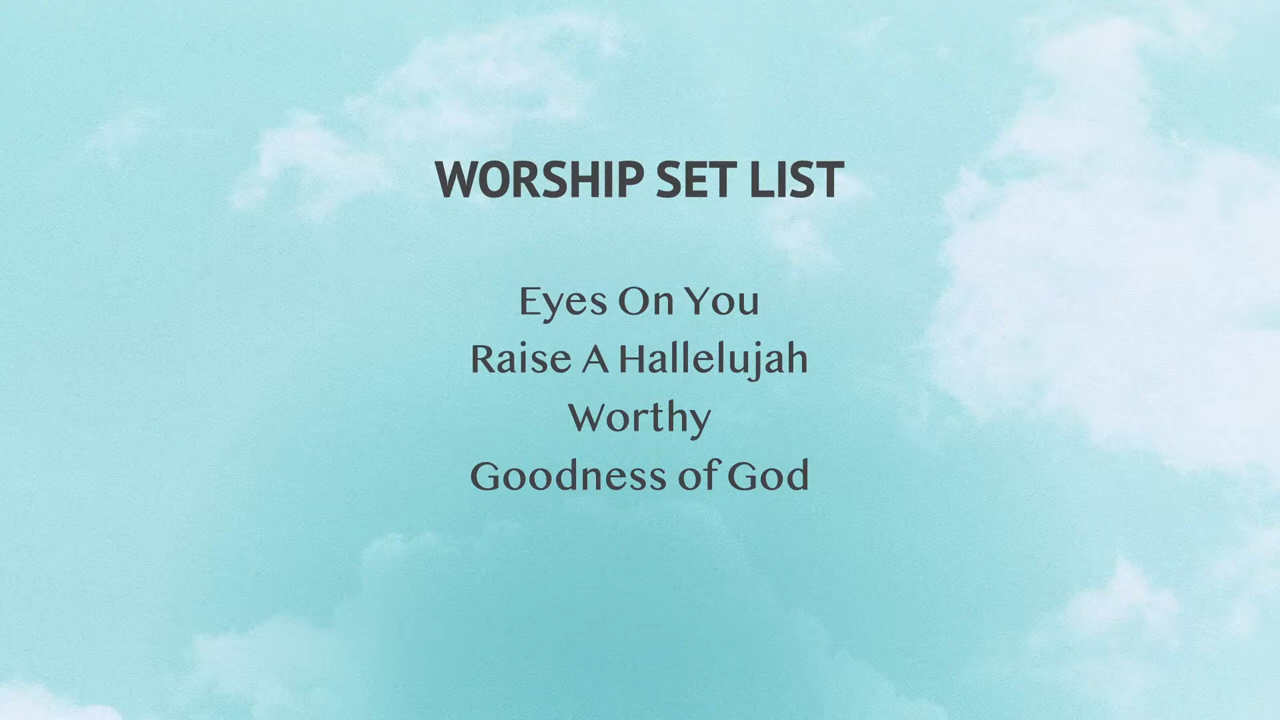 WORSHIP SET LIST
Eyes On You
Raise A Hallelujah
Worthy
Goodness of God